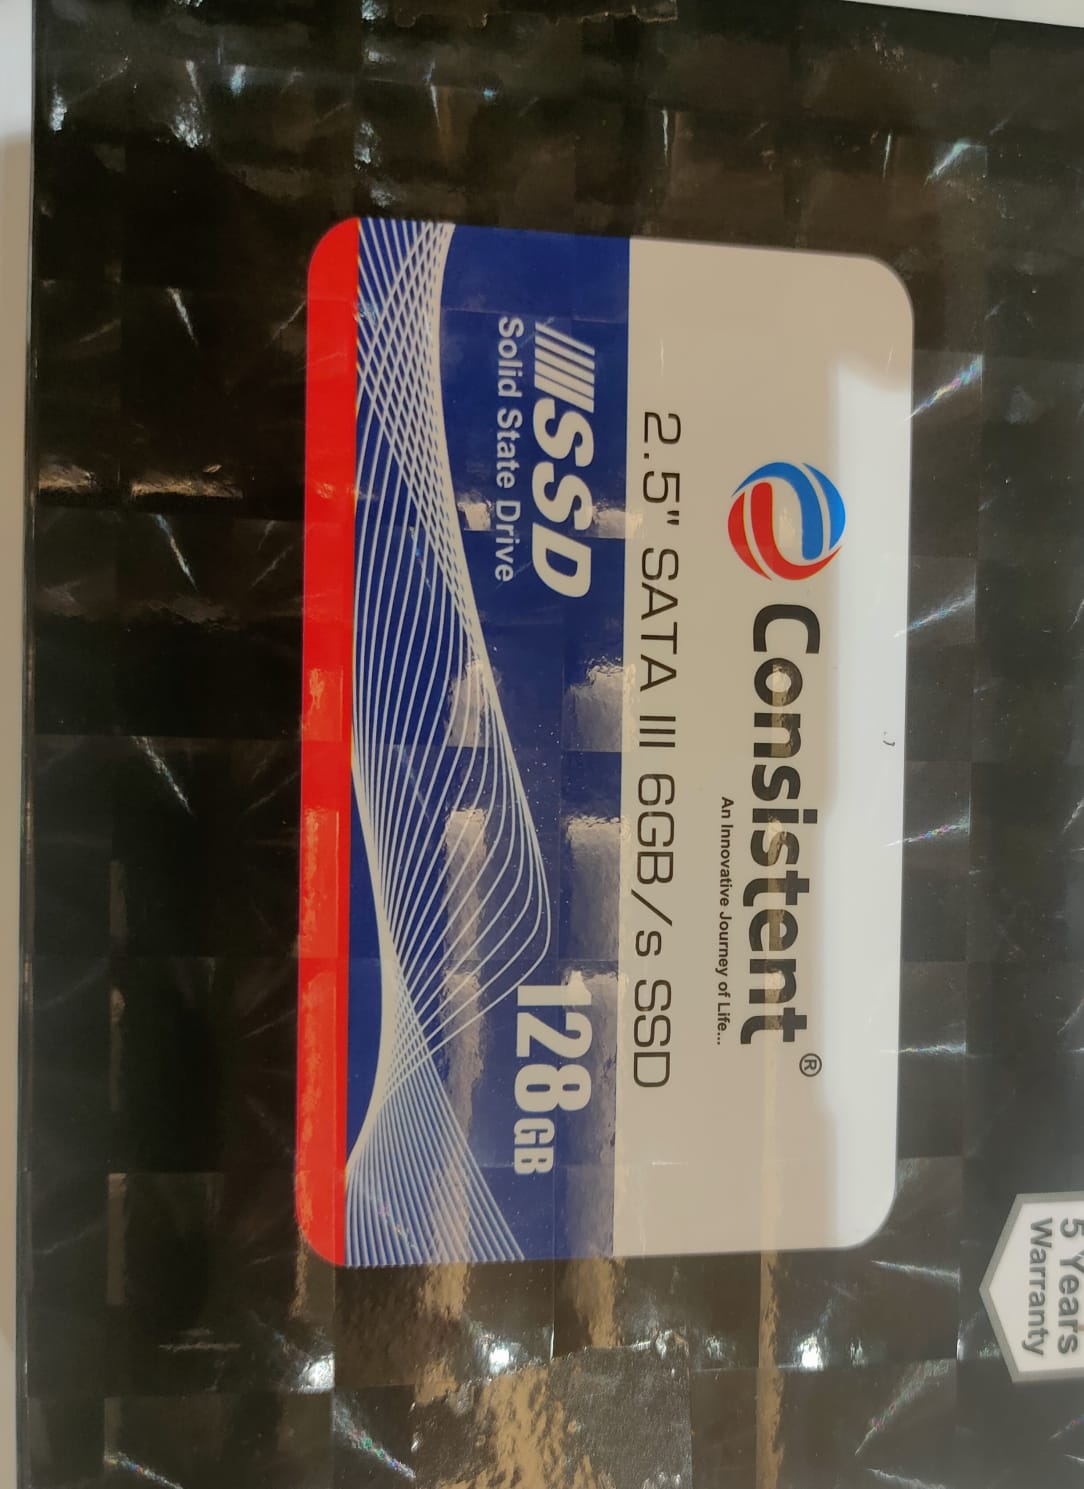 Consistent®
An Innovative Journey of Life...
2.5" SATA III 6GB/s SSD
SSD
Solid State Drive
128GB
5 Years
Warranty